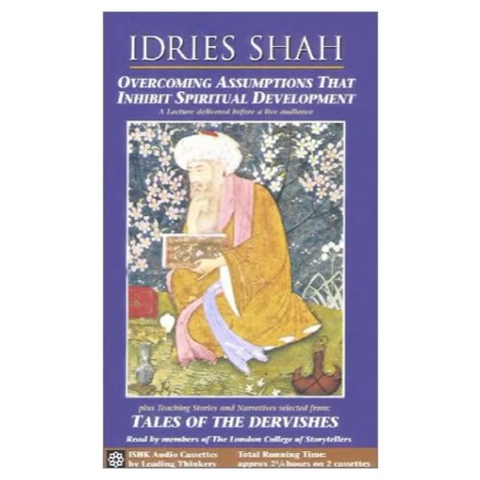 IDRIES SHAH
OVERCOMING ASSUMPTIONS THAT
INHIBIT SPIRITUAL DEVELOPMENT
A Lecture delivered before a live audience
plus Teaching Stories and Narratives selected from:
TALES OF THE DERVISHES
Read by members of The London College of Storytellers
ISHK Audio Cassettes
by Leading Thinkers
Total Running Time:
approx 2¼ hours on 2 cassettes